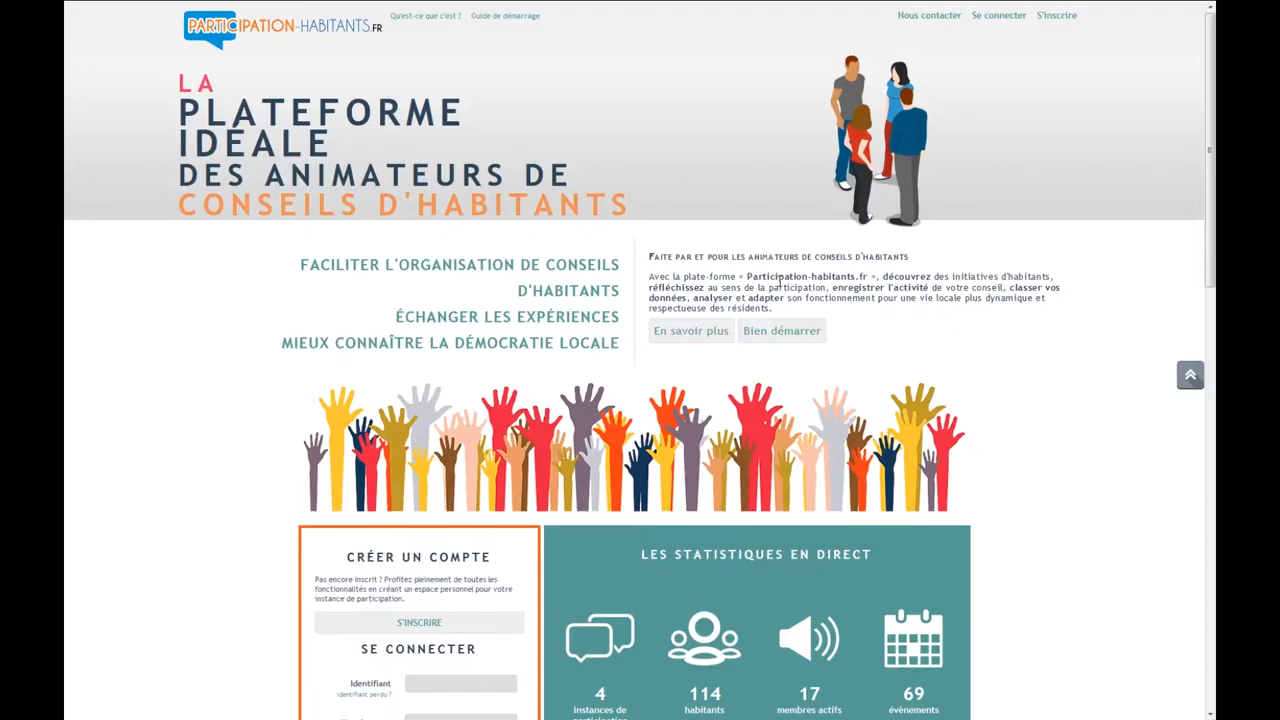 PARTICIPATION-HABITANTS.FR
Qu'est-ce que c'est ? Guide de démarrage
Nous contacter Se connecter S'inscrire
LA
PLATEFORME
IDÉALE
DES ANIMATEURS DE
CONSEILS D'HABITANTS
FACILITER L'ORGANISATION DE CONSEILS
D'HABITANTS
ÉCHANGER LES EXPÉRIENCES
MIEUX CONNAÎTRE LA DÉMOCRATIE LOCALE
FAITE PAR ET POUR LES ANIMATEURS DE CONSEILS D'HABITANTS
Avec la plate-forme « Participation-habitants.fr », découvrez des initiatives d'habitants,
réfléchissez au sens de la participation, enregistrer l'activité de votre conseil, classer vos
données, analyser et adapter son fonctionnement pour une vie locale plus dynamique et
respectueuse des résidents.
En savoir plus Bien démarrer
CRÉER UN COMPTE
Pas encore inscrit ? Profitez pleinement de toutes les
fonctionnalités en créant un espace personnel pour votre
instance de participation.
S'INSCRIRE
SE CONNECTER
Identifiant
identifiant perdu ?
LES STATISTIQUES EN DIRECT
4 114 17 69
instances de habitants membres actifs évènements
participation